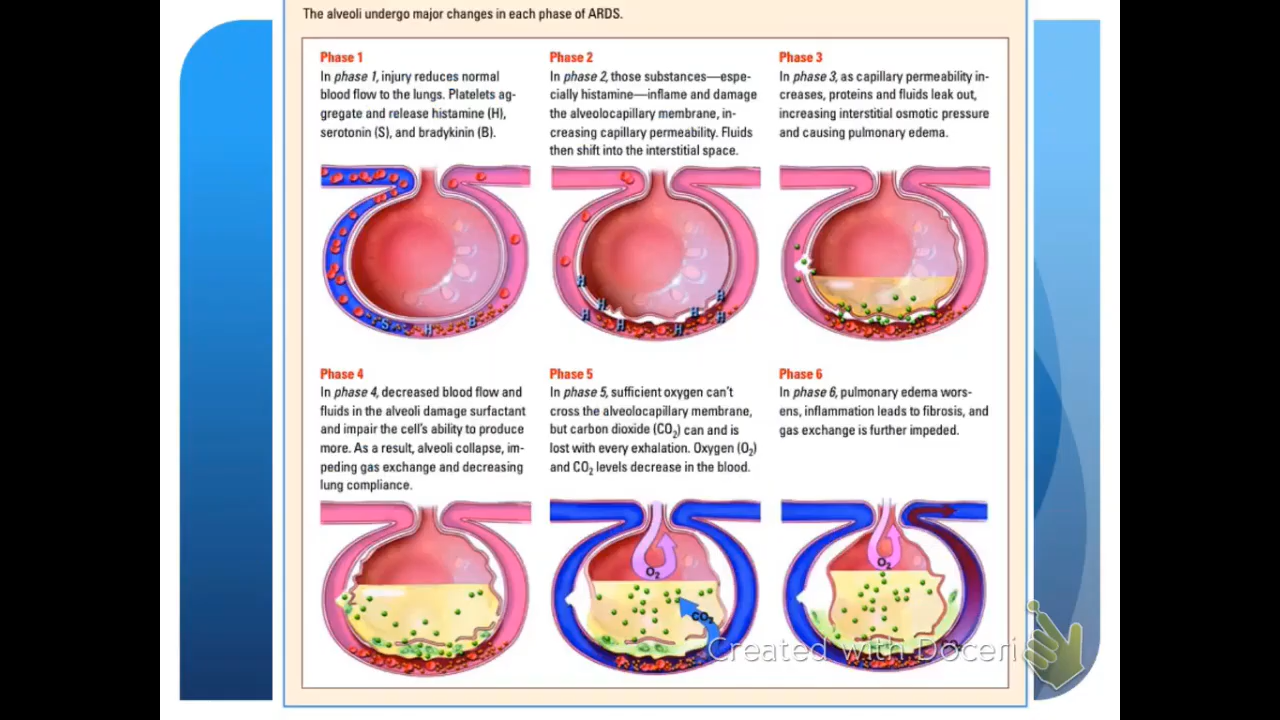 The alveoli undergo major changes in each phase of ARDS.
Phase 1
In phase 1, injury reduces normal
blood flow to the lungs. Platelets ag-
gregate and release histamine (H),
serotonin (S), and bradykinin (B).
Phase 2
In phase 2, those substances—espe-
cially histamine—inflame and damage
the alveolocapillary membrane, in-
creasing capillary permeability. Fluids
then shift into the interstitial space.
Phase 3
In phase 3, as capillary permeability in-
creases, proteins and fluids leak out,
increasing interstitial osmotic pressure
and causing pulmonary edema.
S H B
H H H H H H H H
Phase 4
In phase 4, decreased blood flow and
fluids in the alveoli damage surfactant
and impair the cell's ability to produce
more. As a result, alveoli collapse, im-
peding gas exchange and decreasing
lung compliance.
Phase 5
In phase 5, sufficient oxygen can't
cross the alveolocapillary membrane,
but carbon dioxide (CO₂) can and is
lost with every exhalation. Oxygen (O₂)
and CO₂ levels decrease in the blood.
Phase 6
In phase 6, pulmonary edema wors-
ens, inflammation leads to fibrosis, and
gas exchange is further impeded.
O₂
CO₂
O₂
Created with Doceri